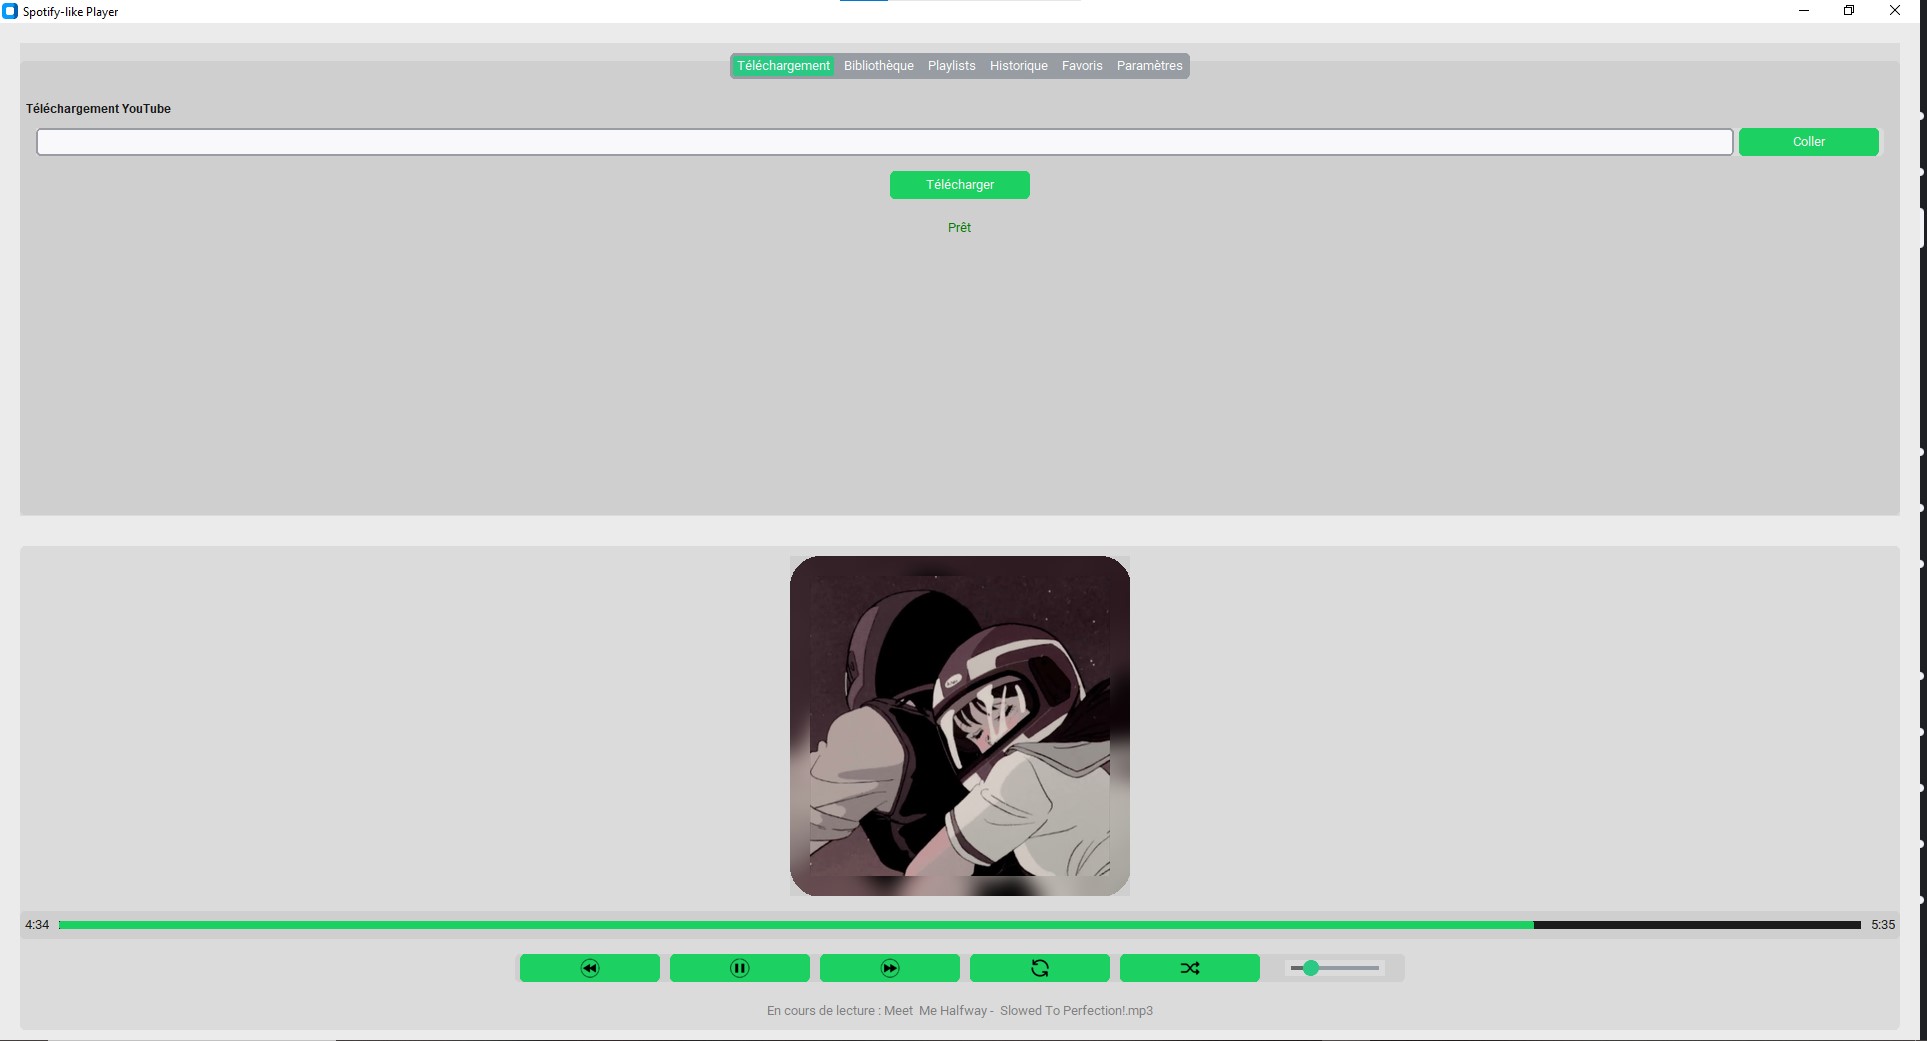 Spotify-like Player
Téléchargement Bibliothèque Playlists Historique Favoris Paramètres
Téléchargement YouTube
Coller
Télécharger
Prêt
4:34 5:35
En cours de lecture : Meet  Me Halfway -  Slowed To Perfection!.mp3